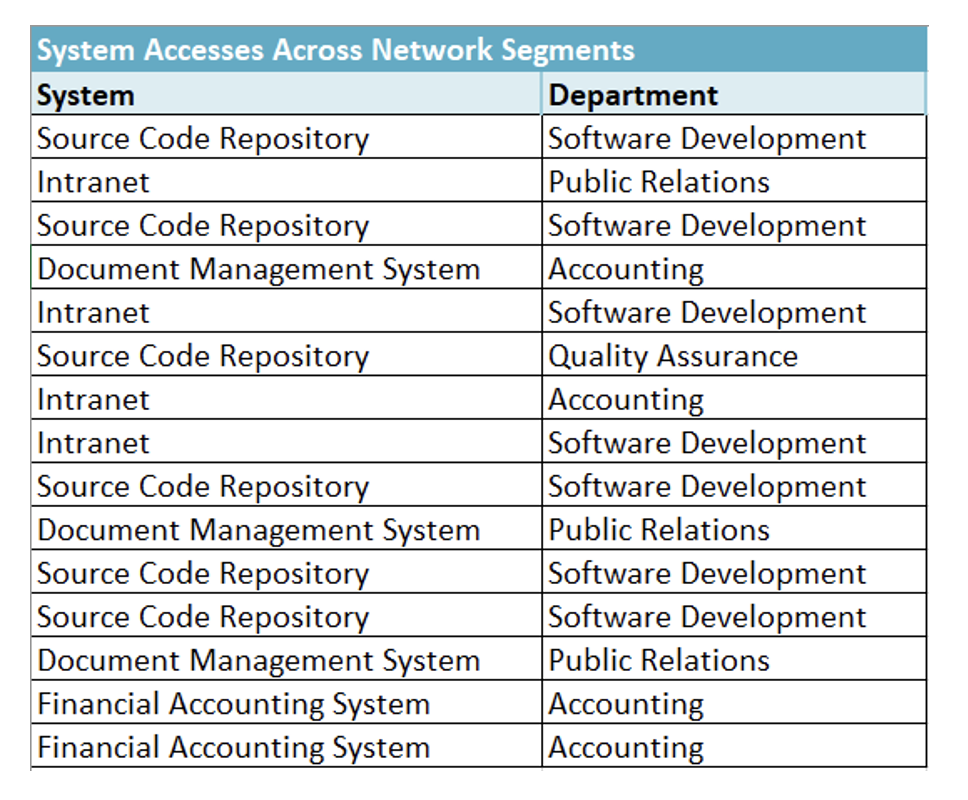 System Accesses Across Network Segments
System Department
Source Code Repository Software Development
Intranet Public Relations
Source Code Repository Software Development
Document Management System Accounting
Intranet Software Development
Source Code Repository Quality Assurance
Intranet Accounting
Intranet Software Development
Source Code Repository Software Development
Document Management System Public Relations
Source Code Repository Software Development
Source Code Repository Software Development
Document Management System Public Relations
Financial Accounting System Accounting
Financial Accounting System Accounting